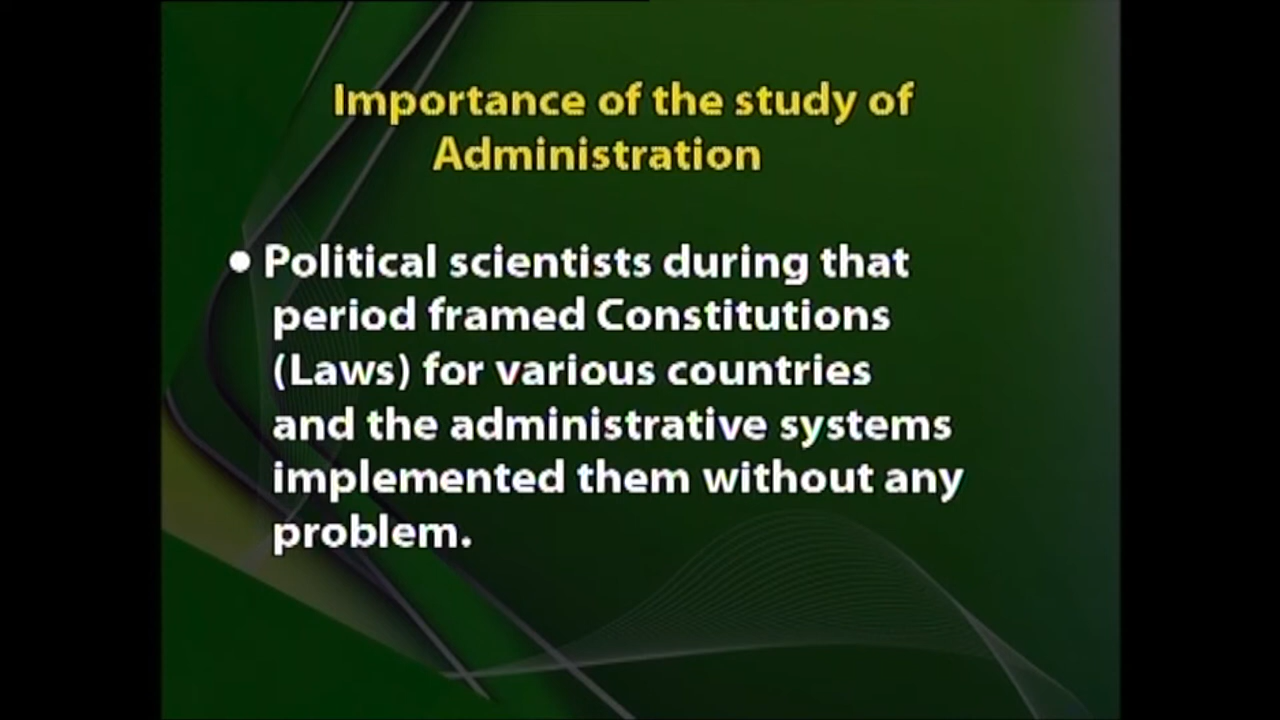 Importance of the study of
Administration
• Political scientists during that
period framed Constitutions
(Laws) for various countries
and the administrative systems
implemented them without any
problem.